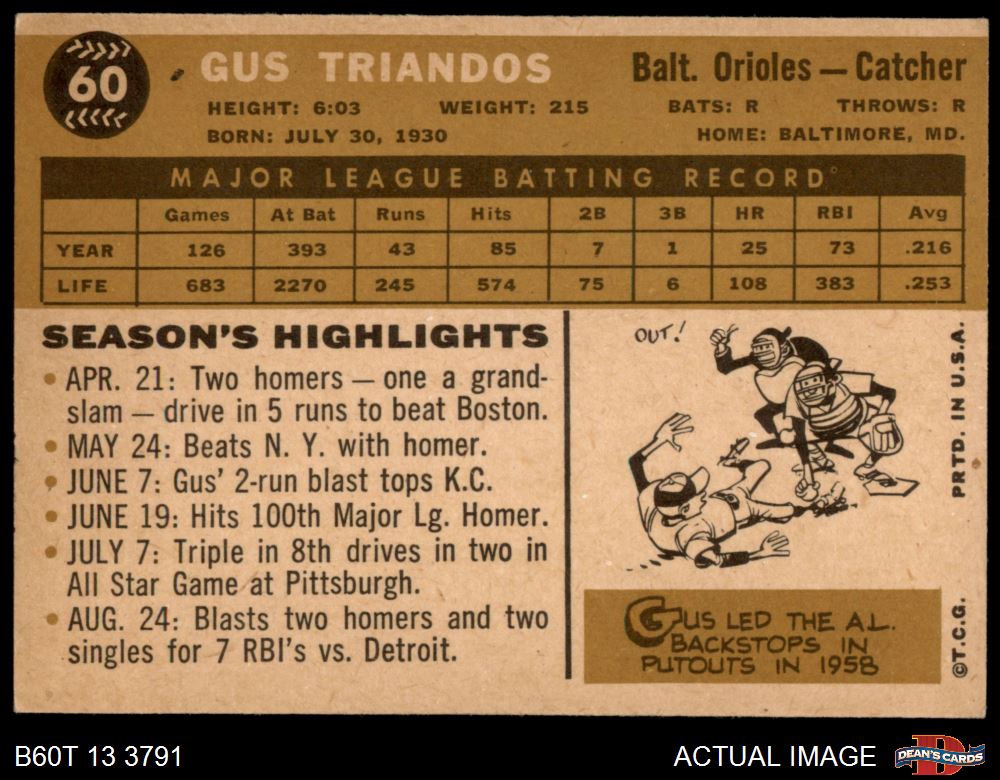 60
GUS TRIANDOS
Balt. Orioles — Catcher
HEIGHT: 6:03 WEIGHT: 215 BATS: R THROWS: R
BORN: JULY 30, 1930 HOME: BALTIMORE, MD.
MAJOR LEAGUE BATTING RECORD
Games At Bat Runs Hits 2B 3B HR RBI Avg
YEAR 126 393 43 85 7 1 25 73 .216
LIFE 683 2270 245 574 75 6 108 383 .253
SEASON'S HIGHLIGHTS
• APR. 21: Two homers — one a grand-
slam — drive in 5 runs to beat Boston.
• MAY 24: Beats N. Y. with homer.
• JUNE 7: Gus' 2-run blast tops K.C.
• JUNE 19: Hits 100th Major Lg. Homer.
• JULY 7: Triple in 8th drives in two in
All Star Game at Pittsburgh.
• AUG. 24: Blasts two homers and two
singles for 7 RBI's vs. Detroit.
OUT!
GUS LED THE A.L.
BACKSTOPS IN
PUTOUTS IN 1958
PRTD. IN U.S.A.
©T.C.G.
B60T 13 3791
ACTUAL IMAGE
D
DEAN'S CARDS